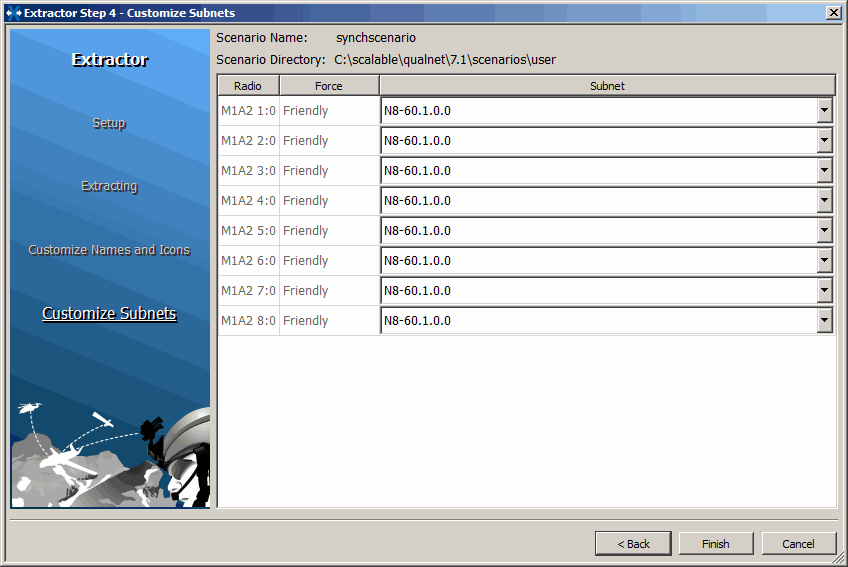 Extractor Step 4 - Customize Subnets
Extractor
Setup
Extracting
Customize Names and Icons
Customize Subnets
Scenario Name: synchscenario
Scenario Directory: C:\scalable\qualnet\7.1\scenarios\user
Radio Force Subnet
M1A2 1:0 Friendly N8-60.1.0.0
M1A2 2:0 Friendly N8-60.1.0.0
M1A2 3:0 Friendly N8-60.1.0.0
M1A2 4:0 Friendly N8-60.1.0.0
M1A2 5:0 Friendly N8-60.1.0.0
M1A2 6:0 Friendly N8-60.1.0.0
M1A2 7:0 Friendly N8-60.1.0.0
M1A2 8:0 Friendly N8-60.1.0.0
< Back Finish Cancel